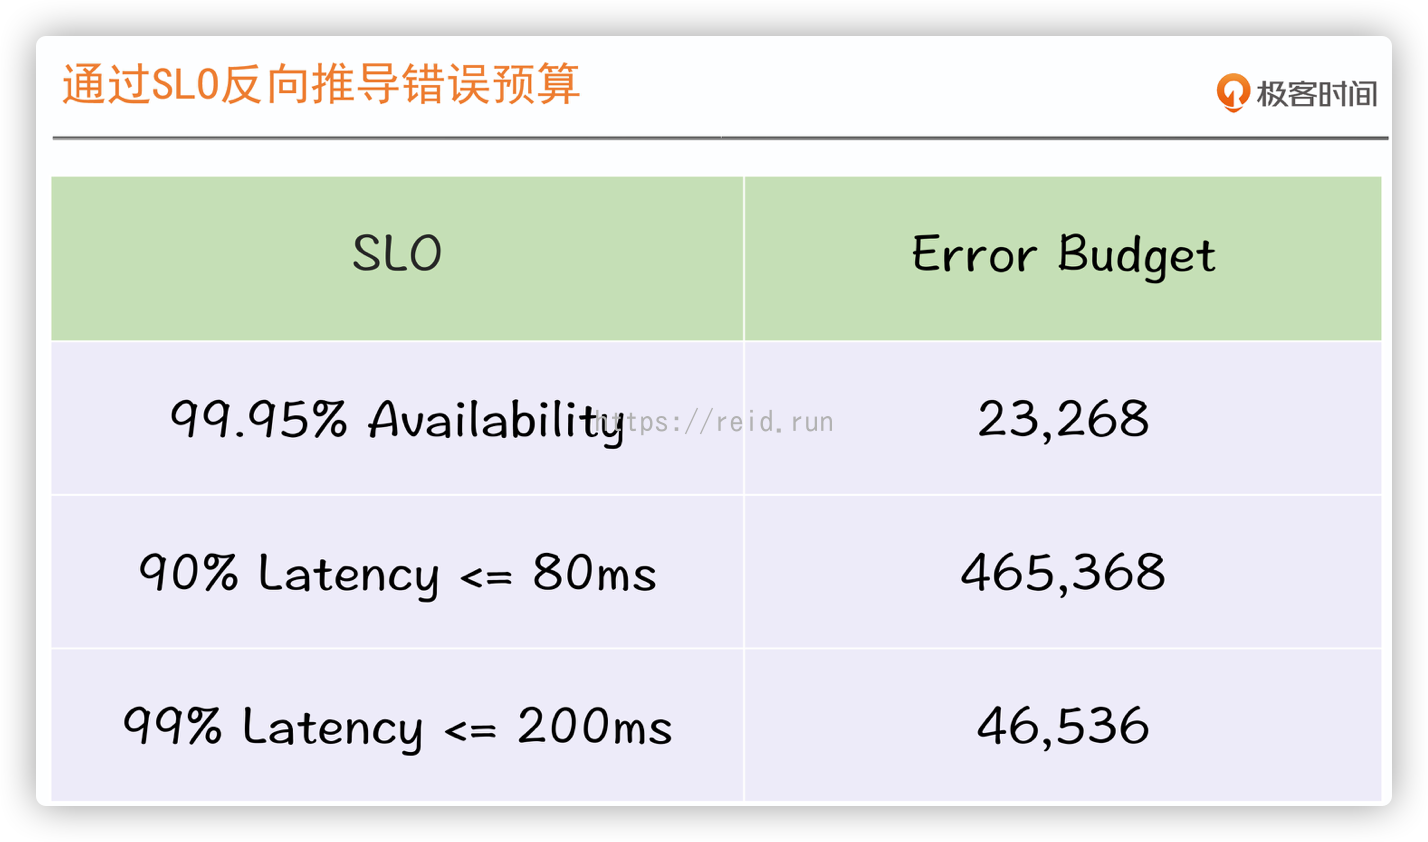 通过SLO反向推导错误预算
极客时间
SLO Error Budget
99.95% Availability 23,268
https://reid.run
90% Latency <= 80ms 465,368
99% Latency <= 200ms 46,536